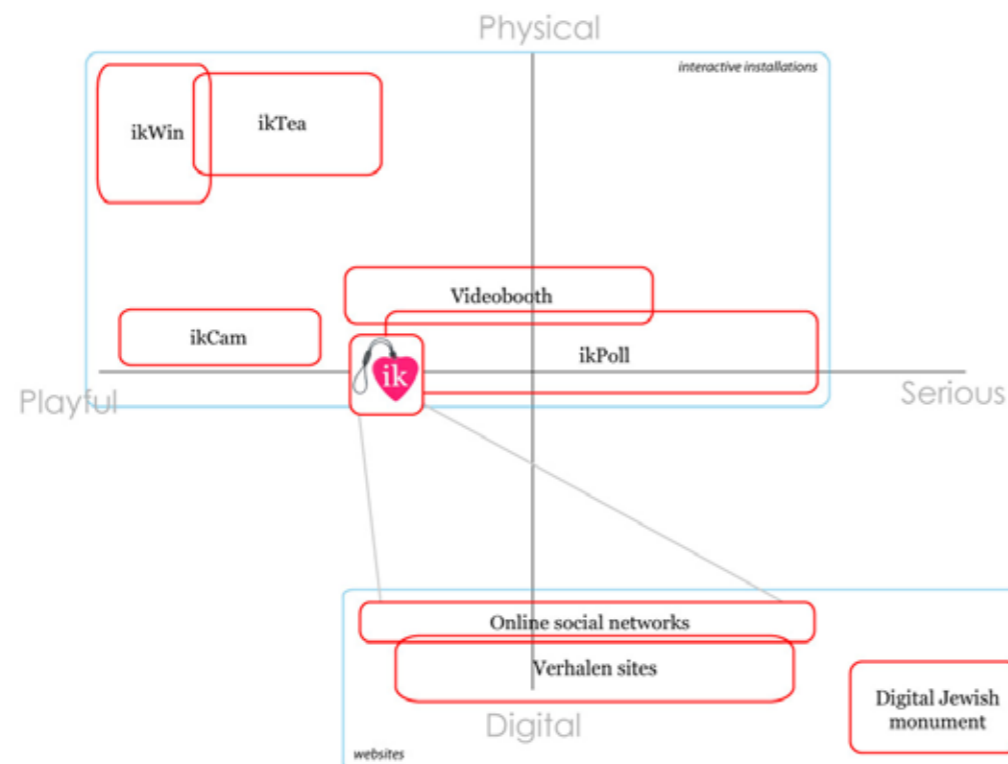 Physical
interactive installations
ikWin
ikTea
Videobooth
ikCam
ikPoll
ik
Playful
Serious
Online social networks
Verhalen sites
Digital Jewish
monument
Digital
websites